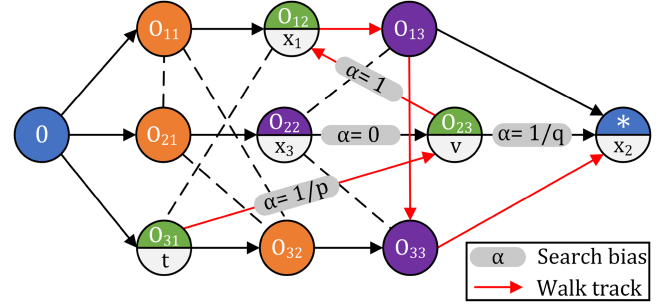 O₁₁
O₁₂
x₁
O₁₃
α= 1
0
O₂₁
O₂₂
x₃
α= 0
O₂₃
v
α= 1/q
*
x₂
α= 1/p
O₃₁
t
O₃₂
O₃₃
α Search bias
Walk track